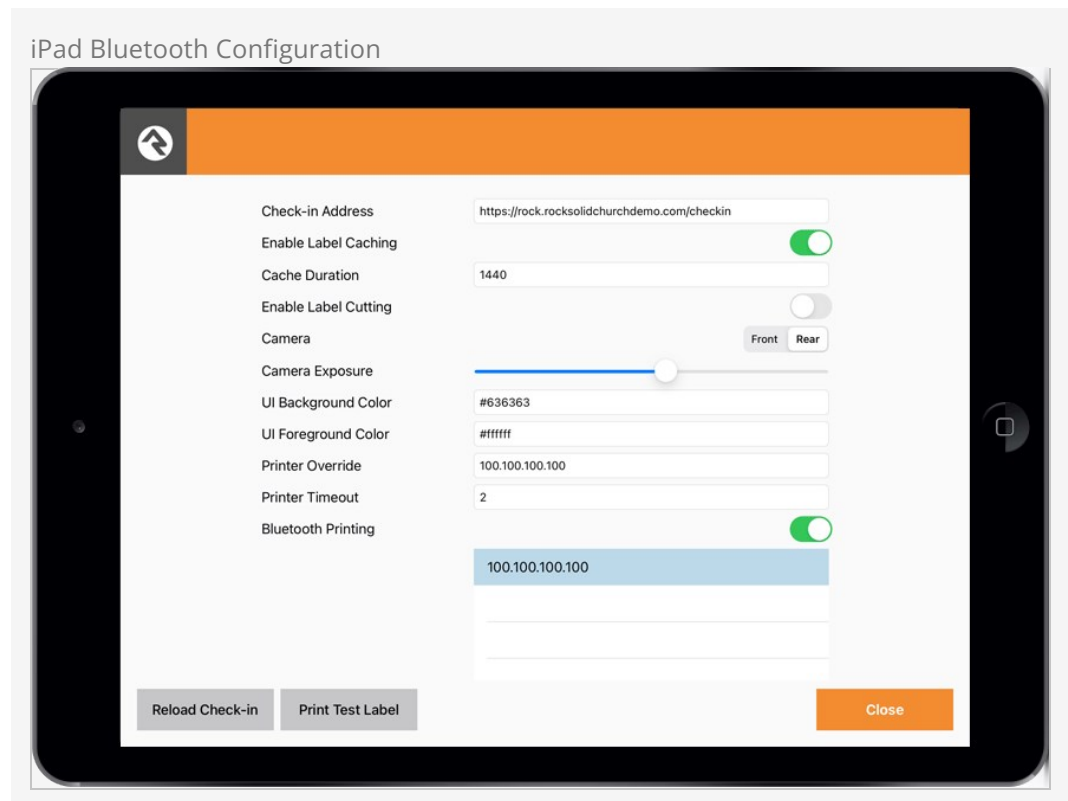 iPad Bluetooth Configuration
Check-in Address https://rock.rocksolidchurchdemo.com/checkin
Enable Label Caching
Cache Duration 1440
Enable Label Cutting
Camera Front Rear
Camera Exposure
UI Background Color #636363
UI Foreground Color #ffffff
Printer Override 100.100.100.100
Printer Timeout 2
Bluetooth Printing
100.100.100.100
Reload Check-in Print Test Label Close